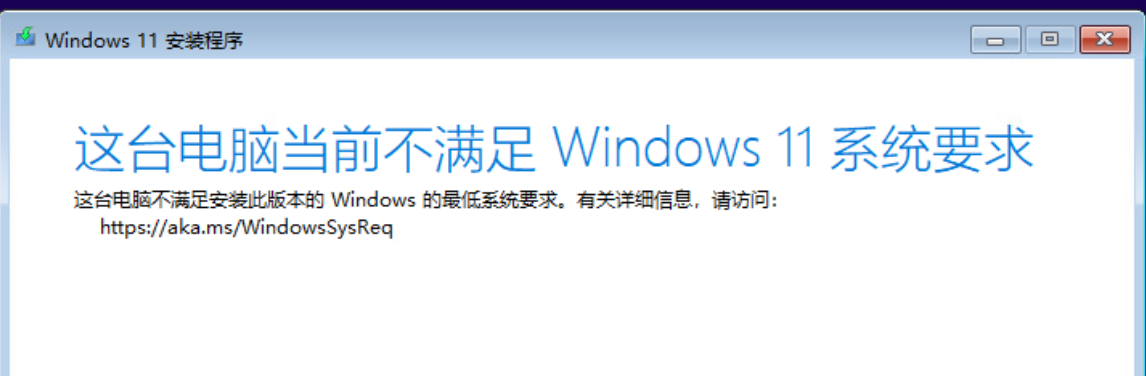 Windows 11 安装程序
这台电脑当前不满足 Windows 11 系统要求
这台电脑不满足安装此版本的 Windows 的最低系统要求。有关详细信息，请访问：
https://aka.ms/WindowsSysReq